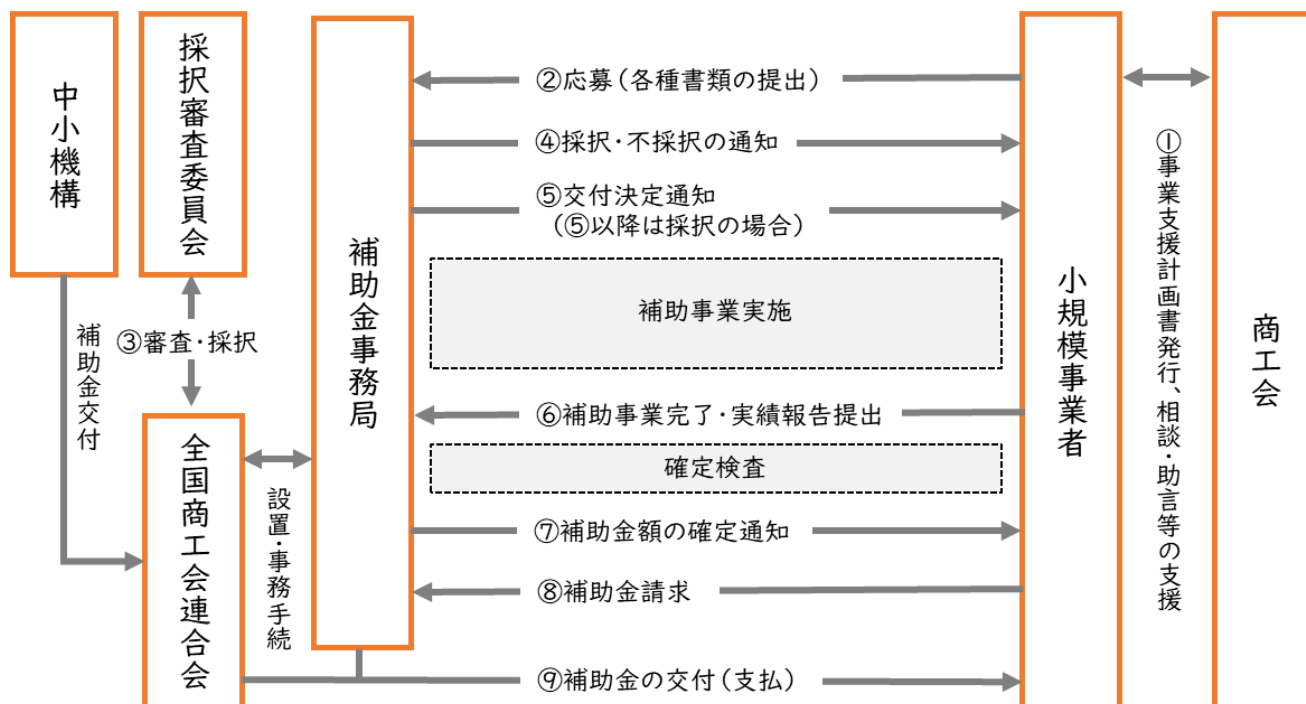 中小機構
採択審査委員会
補助金事務局
小規模事業者
商工会
全国商工会連合会
①事業支援計画書発行、相談・助言等の支援
②応募(各種書類の提出)
③審査・採択
④採択・不採択の通知
⑤交付決定通知
(⑤以降は採択の場合)
補助事業実施
補助金交付
設置・事務手続
⑥補助事業完了・実績報告提出
確定検査
⑦補助金額の確定通知
⑧補助金請求
⑨補助金の交付(支払)